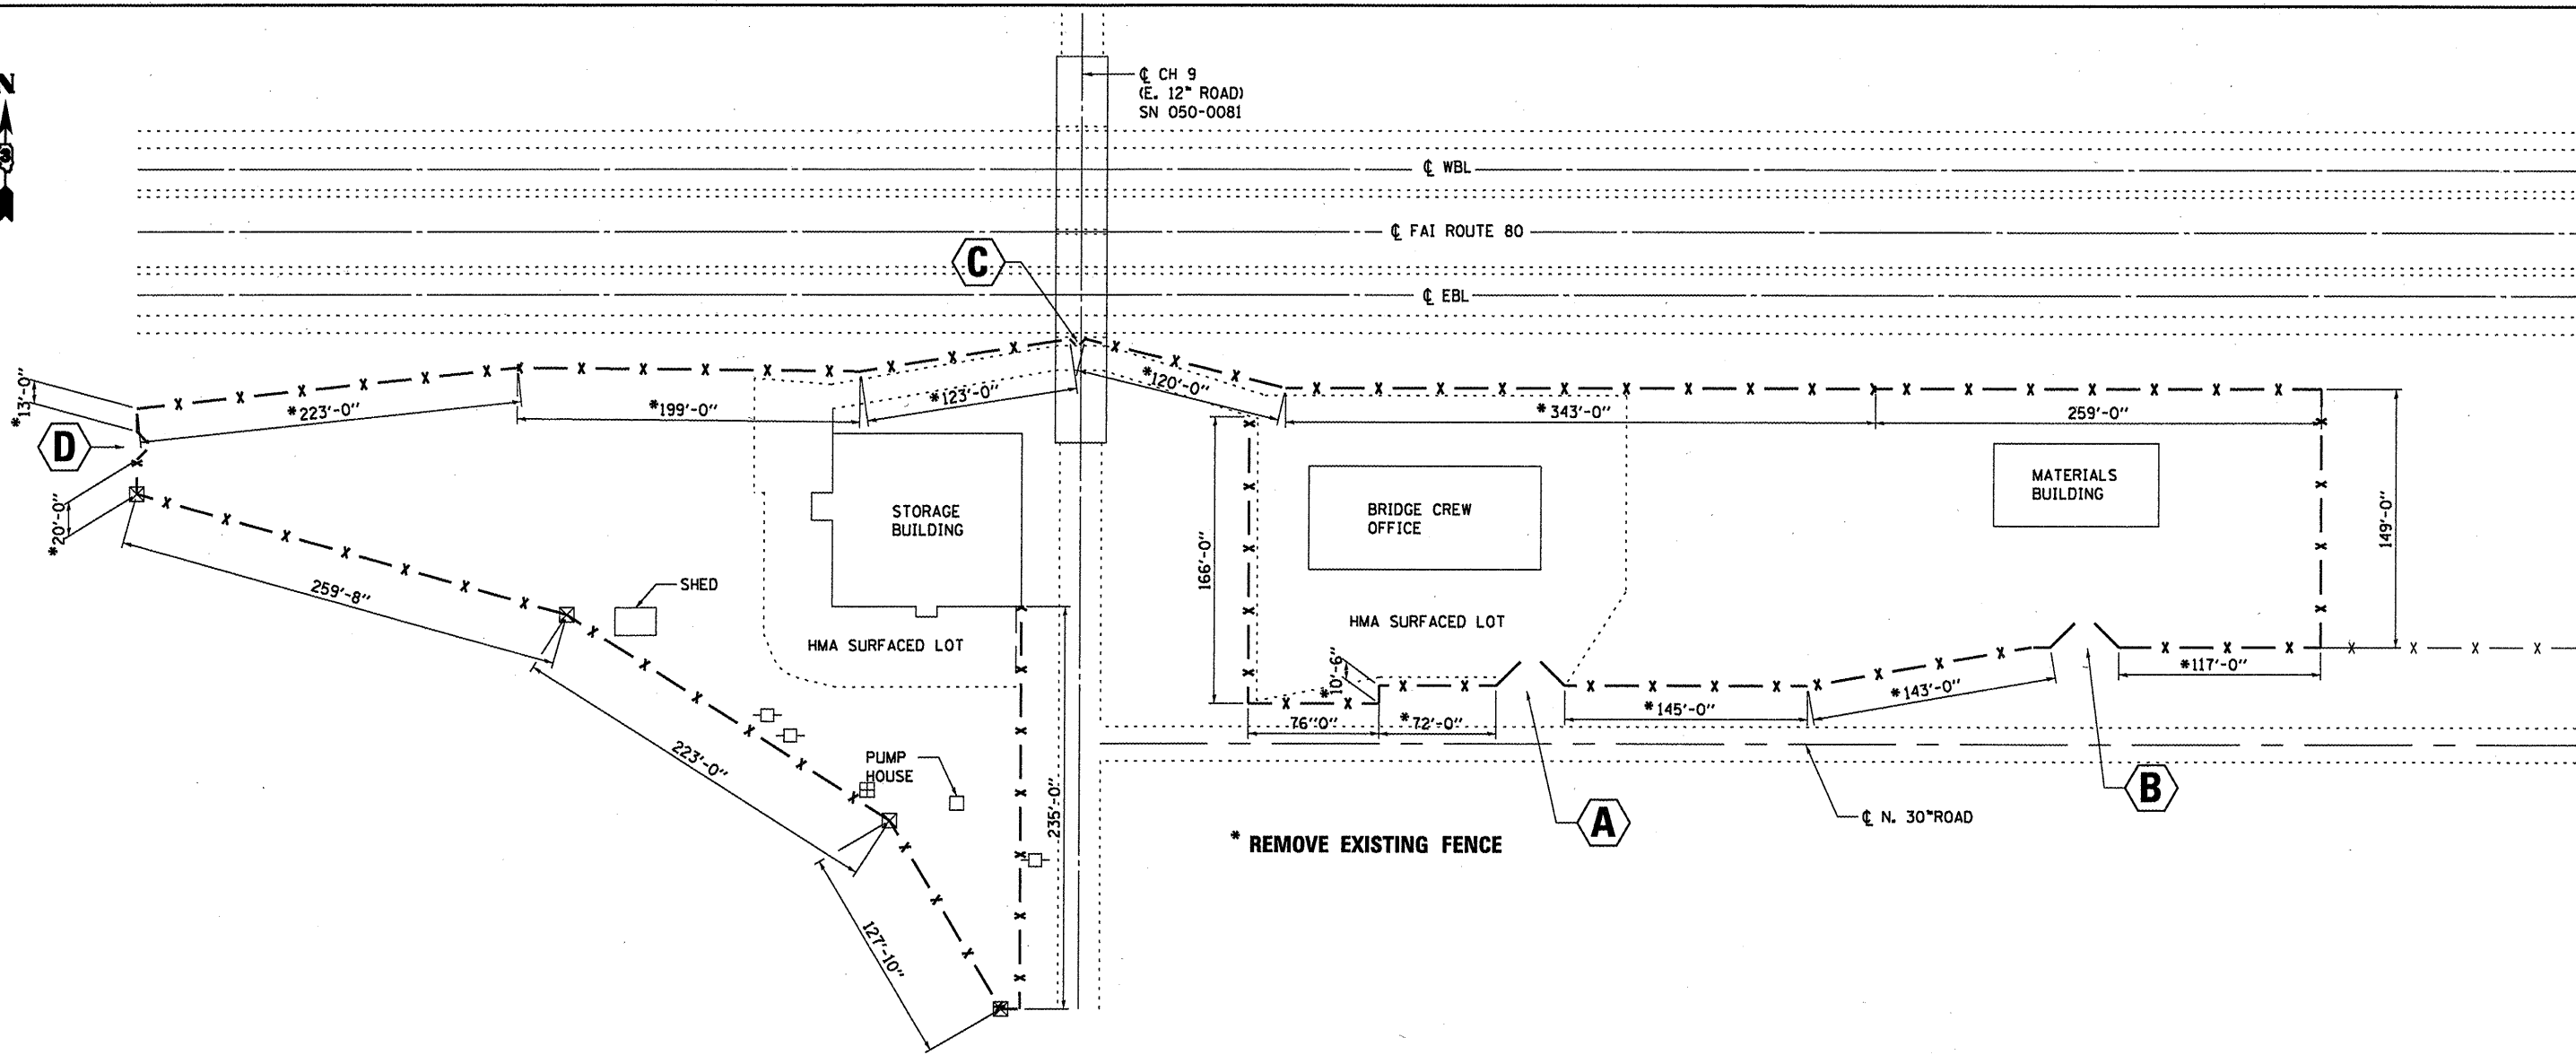 N
℄ CH 9
(E. 12" ROAD)
SN 050-0081
℄ WBL
℄ FAI ROUTE 80
℄ EBL
C
*13'-0"
D
*20'-0"
*223'-0"
*199'-0"
*123'-0"
*120'-0"
*343'-0"
259'-0"
149'-0"
259'-8"
SHED
STORAGE
BUILDING
HMA SURFACED LOT
166'-0"
BRIDGE CREW
OFFICE
HMA SURFACED LOT
MATERIALS
BUILDING
*10'-6"
76"0"
*72'-0"
*145'-0"
*143'-0"
*117'-0"
223'-0"
PUMP
HOUSE
235'-0"
127'-10"
A
B
℄ N. 30"ROAD
* REMOVE EXISTING FENCE